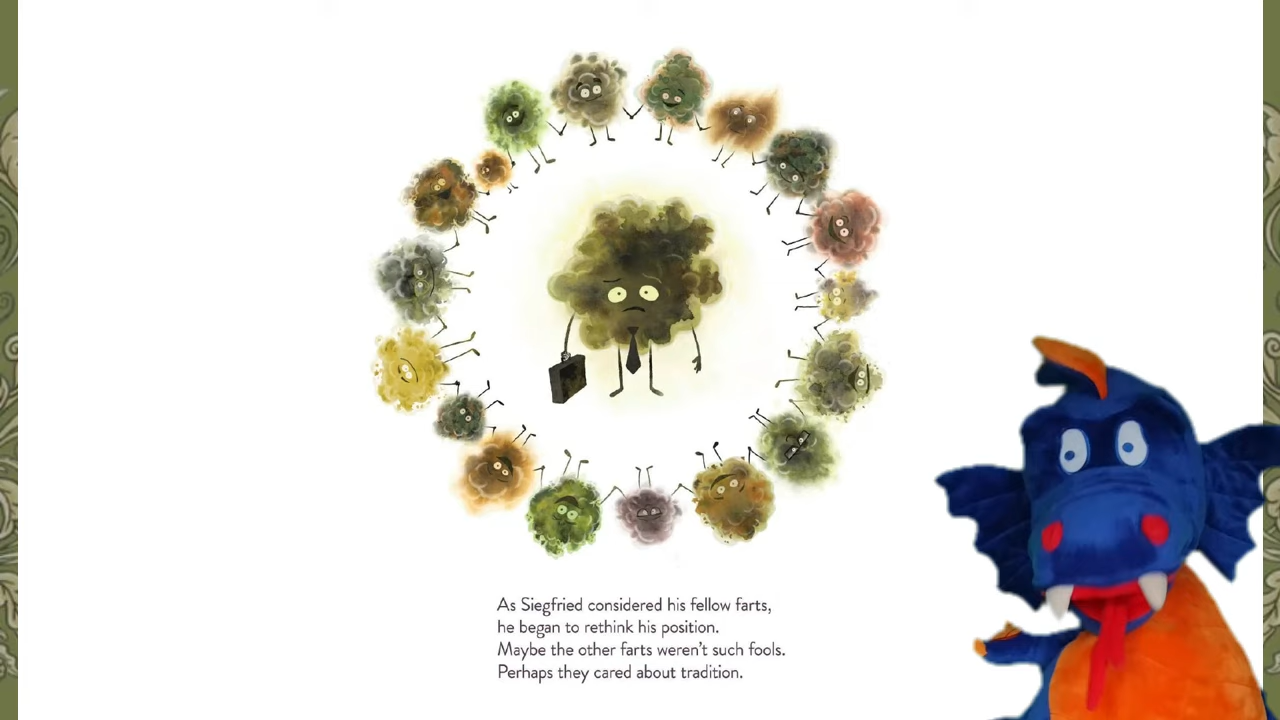 As Siegfried considered his fellow farts,
he began to rethink his position.
Maybe the other farts weren't such fools.
Perhaps they cared about tradition.